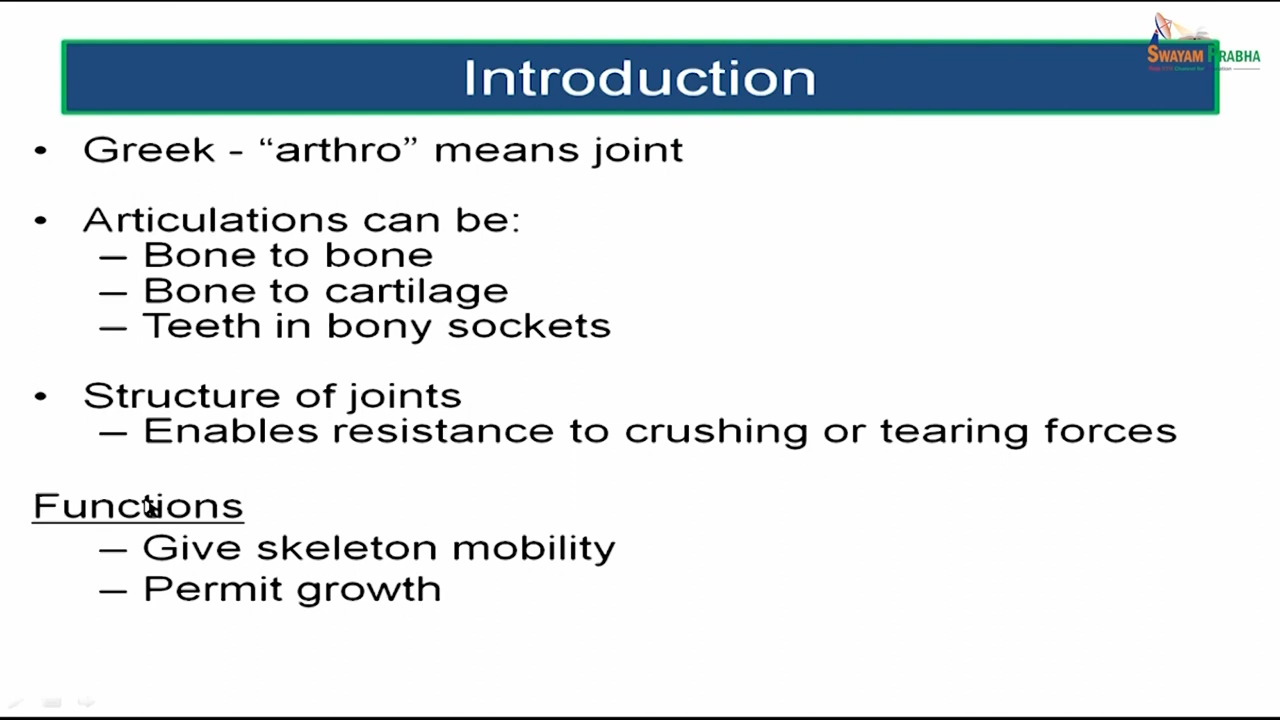 SWAYAM PRABHA
Introduction
• Greek - “arthro” means joint
• Articulations can be:
– Bone to bone
– Bone to cartilage
– Teeth in bony sockets
• Structure of joints
– Enables resistance to crushing or tearing forces
Functions
– Give skeleton mobility
– Permit growth